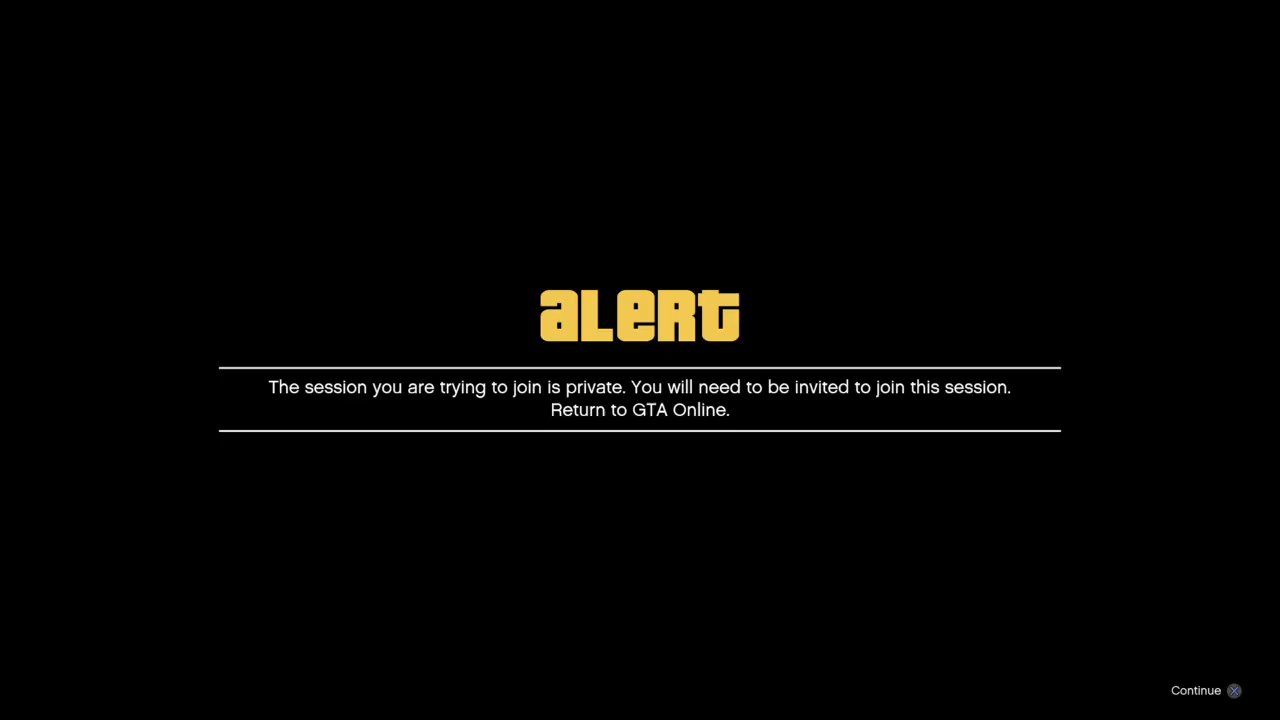 alert
The session you are trying to join is private. You will need to be invited to join this session.
Return to GTA Online.
Continue